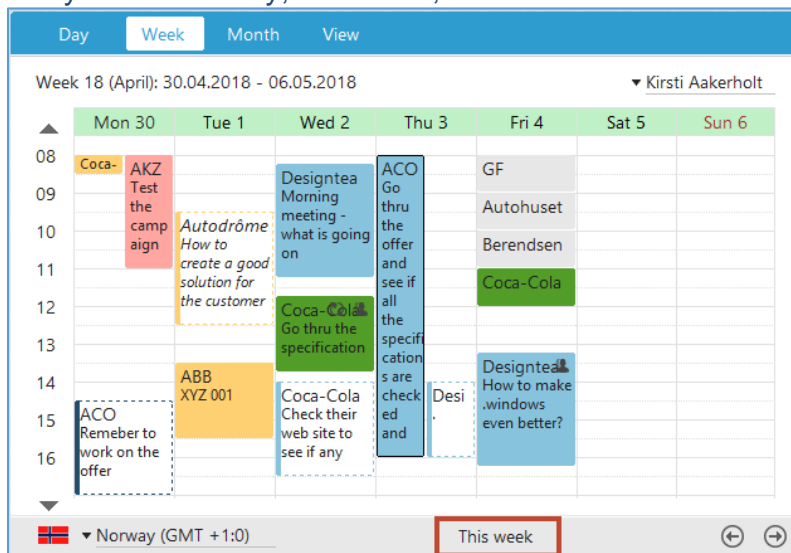 Day Week Month View
Week 18 (April): 30.04.2018 - 06.05.2018
Kirsti Aakerholt
Mon 30 Tue 1 Wed 2 Thu 3 Fri 4 Sat 5 Sun 6
08
09
10
11
12
13
14
15
16
Coca-
AKZ
Test
the
camp
aign
ACO
Remeber to
work on the
offer
Autodrôme
How to
create a good
solution for
the customer
ABB
XYZ 001
Designtea
Morning
meeting -
what is going
on
Coca-Cola
Go thru the
specification
Coca-Cola
Check their
web site to
see if any
ACO
Go
thru
the
offer
and
see if
all
the
specifi
cation
s are
check
ed
and
Desi
.
GF
Autohuset
Berendsen
Coca-Cola
Designtea
How to make
.windows
even better?
Norway (GMT +1:0)
This week